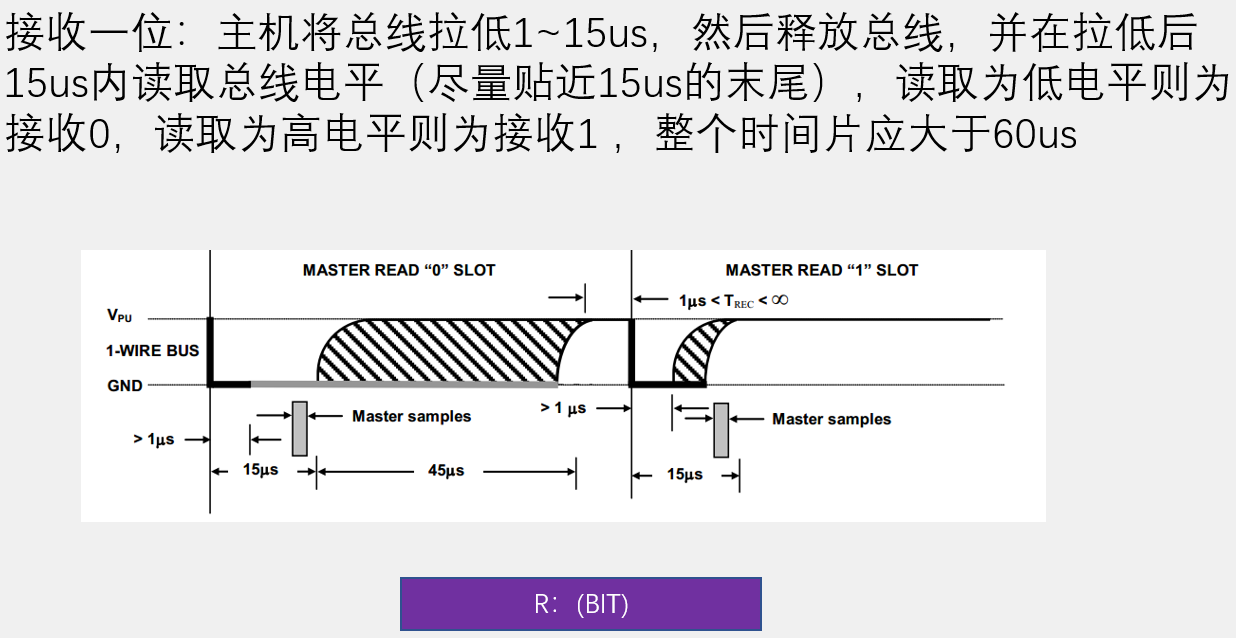 接收一位：主机将总线拉低1~15us，然后释放总线，并在拉低后
15us内读取总线电平（尽量贴近15us的末尾），读取为低电平则为
接收0，读取为高电平则为接收1 ，整个时间片应大于60us
MASTER READ “0” SLOT
MASTER READ “1” SLOT
1µs < TREC < ∞
VPU
1-WIRE BUS
GND
> 1 µs
Master samples
Master samples
> 1µs
15µs
45µs
15µs
R：(BIT)